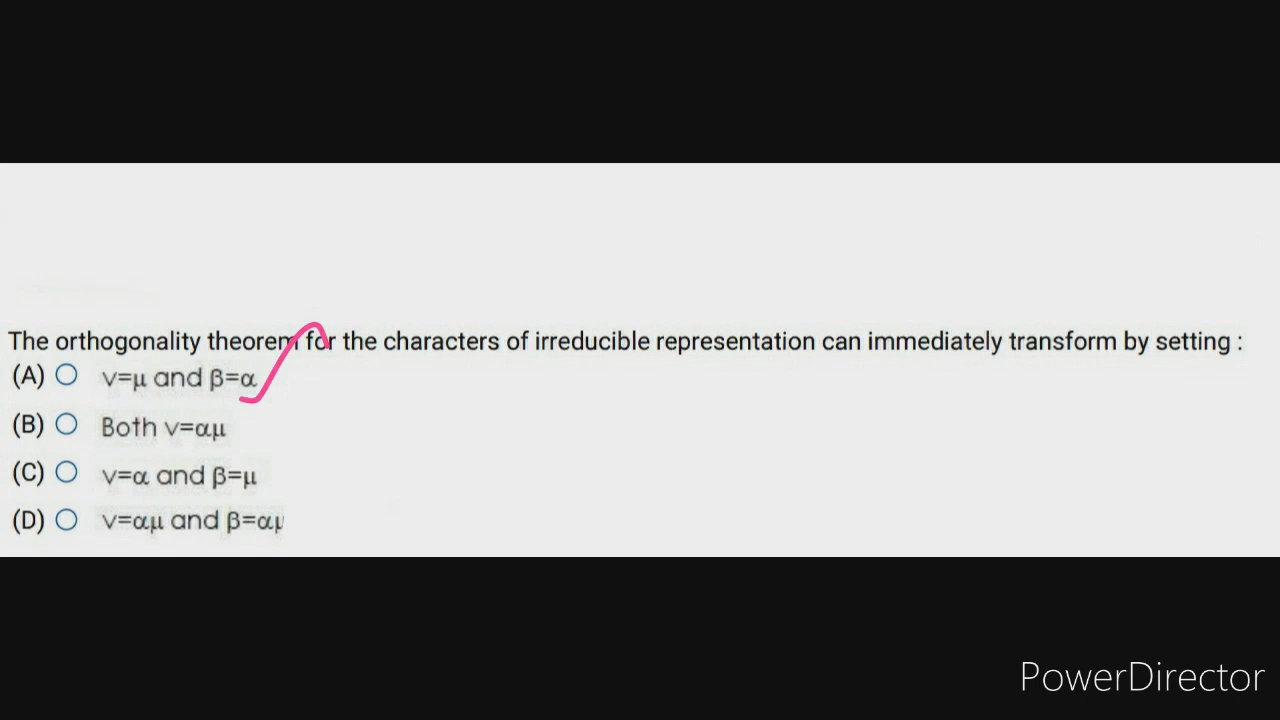 The orthogonality theorem for the characters of irreducible representation can immediately transform by setting :
(A) ν=μ and β=α
(B) Both ν=αμ
(C) ν=α and β=μ
(D) ν=αμ and β=αμ
PowerDirector